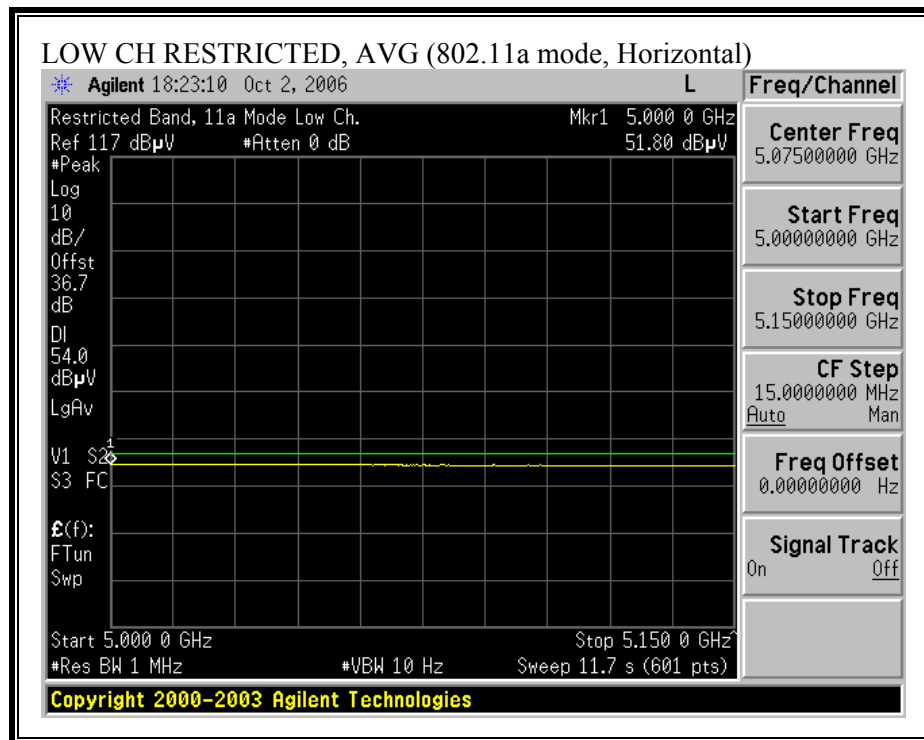 LOW CH RESTRICTED, AVG (802.11a mode, Horizontal)
Agilent 18:23:10 Oct 2, 2006 L
Restricted Band, 11a Mode Low Ch. Mkr1 5.000 0 GHz
Ref 117 dBµV #Atten 0 dB 51.80 dBµV
#Peak
Log
10
dB/
Offst
36.7
dB
DI
54.0
dBµV
LgAv
1
V1 S2
S3 FC
£(f):
FTun
Swp
Start 5.000 0 GHz Stop 5.150 0 GHz^
#Res BW 1 MHz #VBW 10 Hz Sweep 11.7 s (601 pts)
Copyright 2000-2003 Agilent Technologies
Freq/Channel
Center Freq
5.07500000 GHz
Start Freq
5.00000000 GHz
Stop Freq
5.15000000 GHz
CF Step
15.0000000 MHz
Auto Man
Freq Offset
0.00000000 Hz
Signal Track
On Off